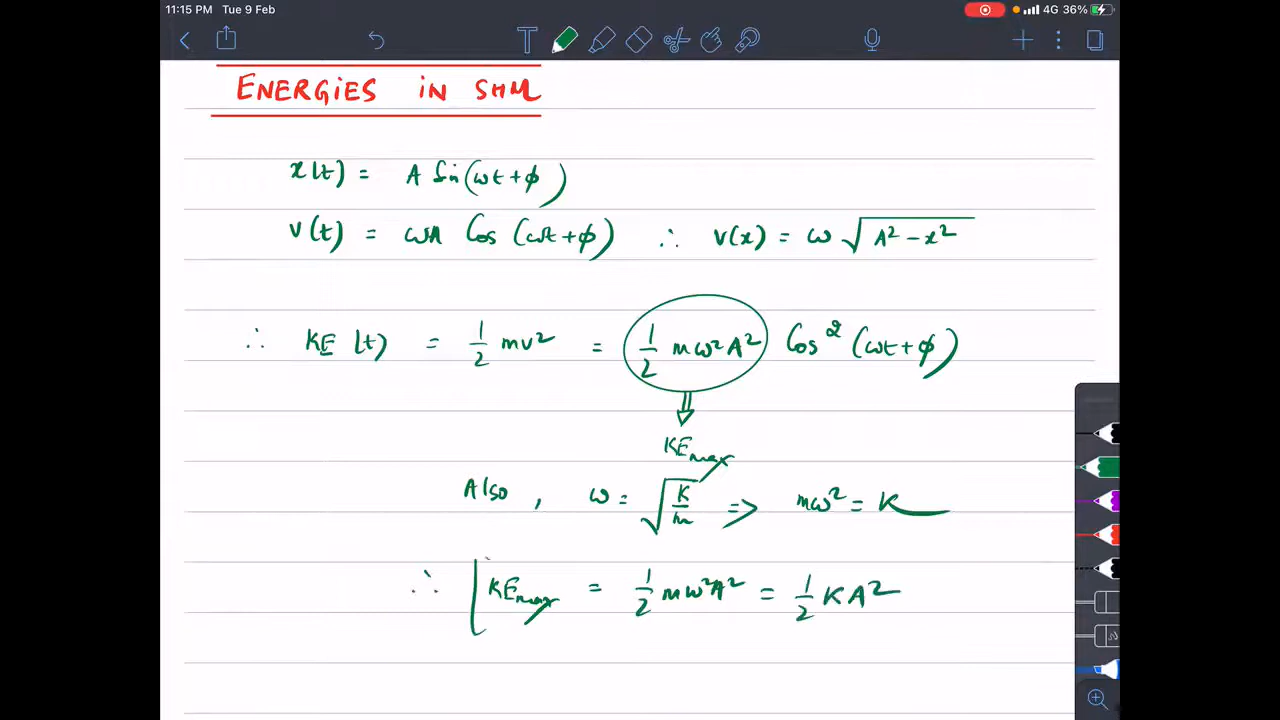 11:15 PM Tue 9 Feb 4G 36%
T
ENERGIES IN SHM
x(t) = A Sin(ωt+ϕ)
v(t) = ωA Cos (ωt+ϕ) ∴ v(x) = ω √(A² – x²)
∴ KE (t) = 1/2 mv² = 1/2 mω²A² Cos² (ωt+ϕ)
⇓
KEmax
Also , ω = √(K/m) => mω² = K
∴ KEmax = 1/2 mω²A² = 1/2 KA²